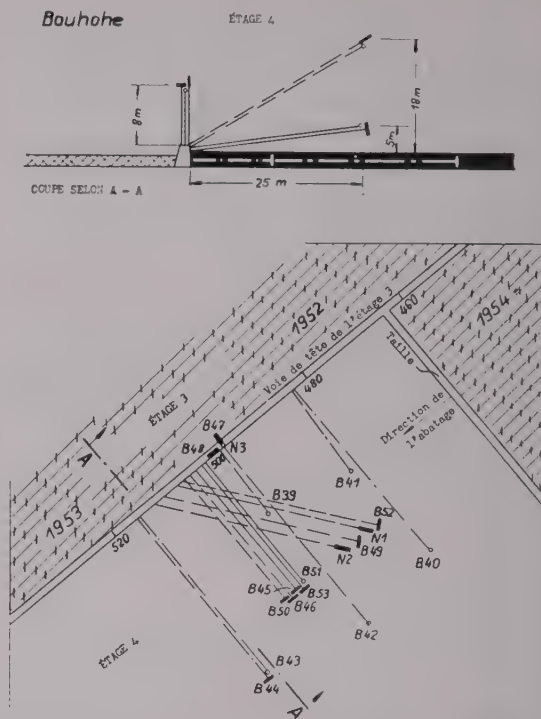 Bouhohe
ÉTAGE 4
8m
18m
5m
25 m
COUPE SELON A - A
1952
Voie de tête de l'étage 3
460
1954
ÉTAGE 3
480
Taille
Direction de
l'abatage
B47
B48
N3
500
A
B41
1953
B39
B52
N1
520
B49
N2
B40
B51
B45
B53
B46
B50
B42
ÉTAGE 4
B43
B44
A